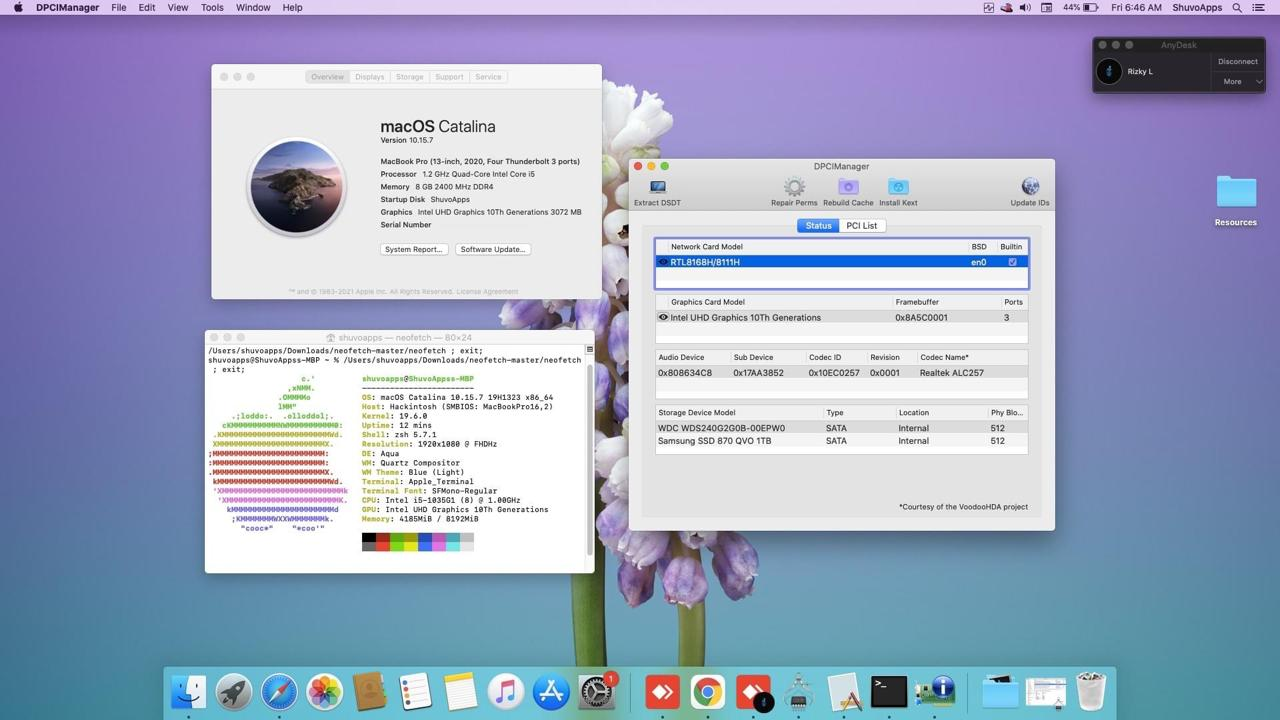 DPCIManager File Edit View Tools Window Help
44% Fri 6:46 AM ShuvoApps
AnyDesk
Rizky L
Disconnect
More
Overview Displays Storage Support Service
macOS Catalina
Version 10.15.7
MacBook Pro (13-inch, 2020, Four Thunderbolt 3 ports)
Processor 1.2 GHz Quad-Core Intel Core i5
Memory 8 GB 2400 MHz DDR4
Startup Disk ShuvoApps
Graphics Intel UHD Graphics 10Th Generations 3072 MB
Serial Number
System Report... Software Update...
™ and © 1983-2021 Apple Inc. All Rights Reserved. License Agreement
DPCIManager
Extract DSDT Repair Perms Rebuild Cache Install Kext Update IDs
Status PCI List
Network Card Model BSD Builtin
RTL8168H/8111H en0
Graphics Card Model Framebuffer Ports
Intel UHD Graphics 10Th Generations 0x8A5C0001 3
Audio Device Sub Device Codec ID Revision Codec Name*
0x808634C8 0x17AA3852 0x10EC0257 0x0001 Realtek ALC257
Storage Device Model Type Location Phy Blo...
WDC WDS240G2G0B-00EPW0 SATA Internal 512
Samsung SSD 870 QVO 1TB SATA Internal 512
*Courtesy of the VoodooHDA project
Resources
shuvoapps — neofetch — 80×24
/Users/shuvoapps/Downloads/neofetch-master/neofetch ; exit;
shuvoapps@ShuvoAppss-MBP ~ % /Users/shuvoapps/Downloads/neofetch-master/neofetch
; exit;
c.' shuvoapps@ShuvoAppss-MBP
,xNMM. ------------------------
.OMMMMo OS: macOS Catalina 10.15.7 19H1323 x86_64
lMM" Host: Hackintosh (SMBIOS: MacBookPro16,2)
.;loddo:. .olloddol;. Kernel: 19.6.0
Uptime: 12 mins
Shell: zsh 5.7.1
Resolution: 1920x1080 @ FHDHz
DE: Aqua
WM: Quartz Compositor
WM Theme: Blue (Light)
Terminal: Apple_Terminal
Terminal Font: SFMono-Regular
CPU: Intel i5-1035G1 (8) @ 1.00GHz
GPU: Intel UHD Graphics 10Th Generations
Memory: 4185MiB / 8192MiB
"cooc*" "*coo'"
1
>_